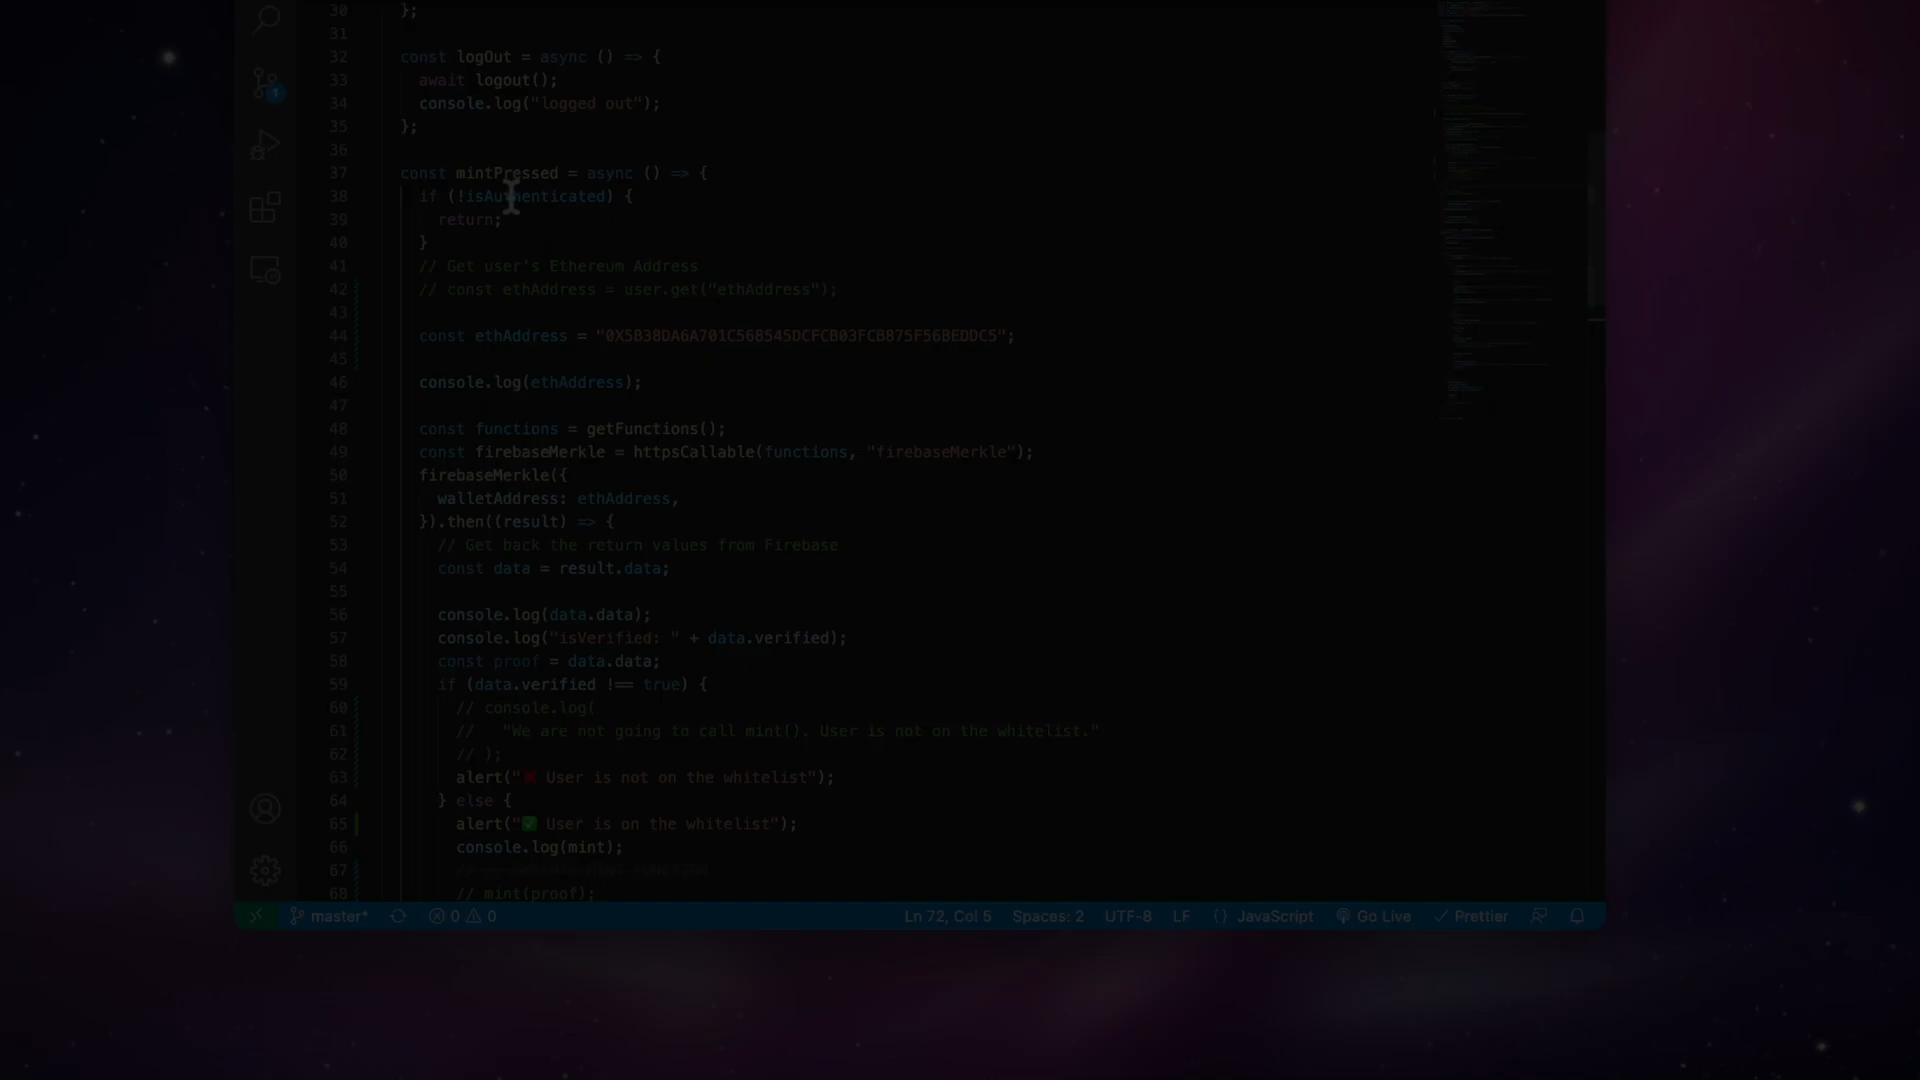 30 };
31
32 const logOut = async () => {
33 await logout();
34 console.log("logged out");
35 };
36
37 const mintPressed = async () => {
38 if (!isAuthenticated) {
39 return;
40 }
41 // Get user's Ethereum Address
42 // const ethAddress = user.get("ethAddress");
43
44 const ethAddress = "0X5B38DA6A701C568545DCFCB03FCB875F56BEDDC5";
45
46 console.log(ethAddress);
47
48 const functions = getFunctions();
49 const firebaseMerkle = httpsCallable(functions, "firebaseMerkle");
50 firebaseMerkle({
51 walletAddress: ethAddress,
52 }).then((result) => {
53 // Get back the return values from Firebase
54 const data = result.data;
55
56 console.log(data.data);
57 console.log("isVerified: " + data.verified);
58 const proof = data.data;
59 if (data.verified !== true) {
60 // console.log(
61 // "We are not going to call mint(). User is not on the whitelist."
62 // );
63 alert("❌ User is not on the whitelist");
64 } else {
65 alert("✅ User is on the whitelist");
66 console.log(mint);
67 //
68 // mint(proof);
master* 0 0 Ln 72, Col 5 Spaces: 2 UTF-8 LF {} JavaScript Go Live Prettier
1